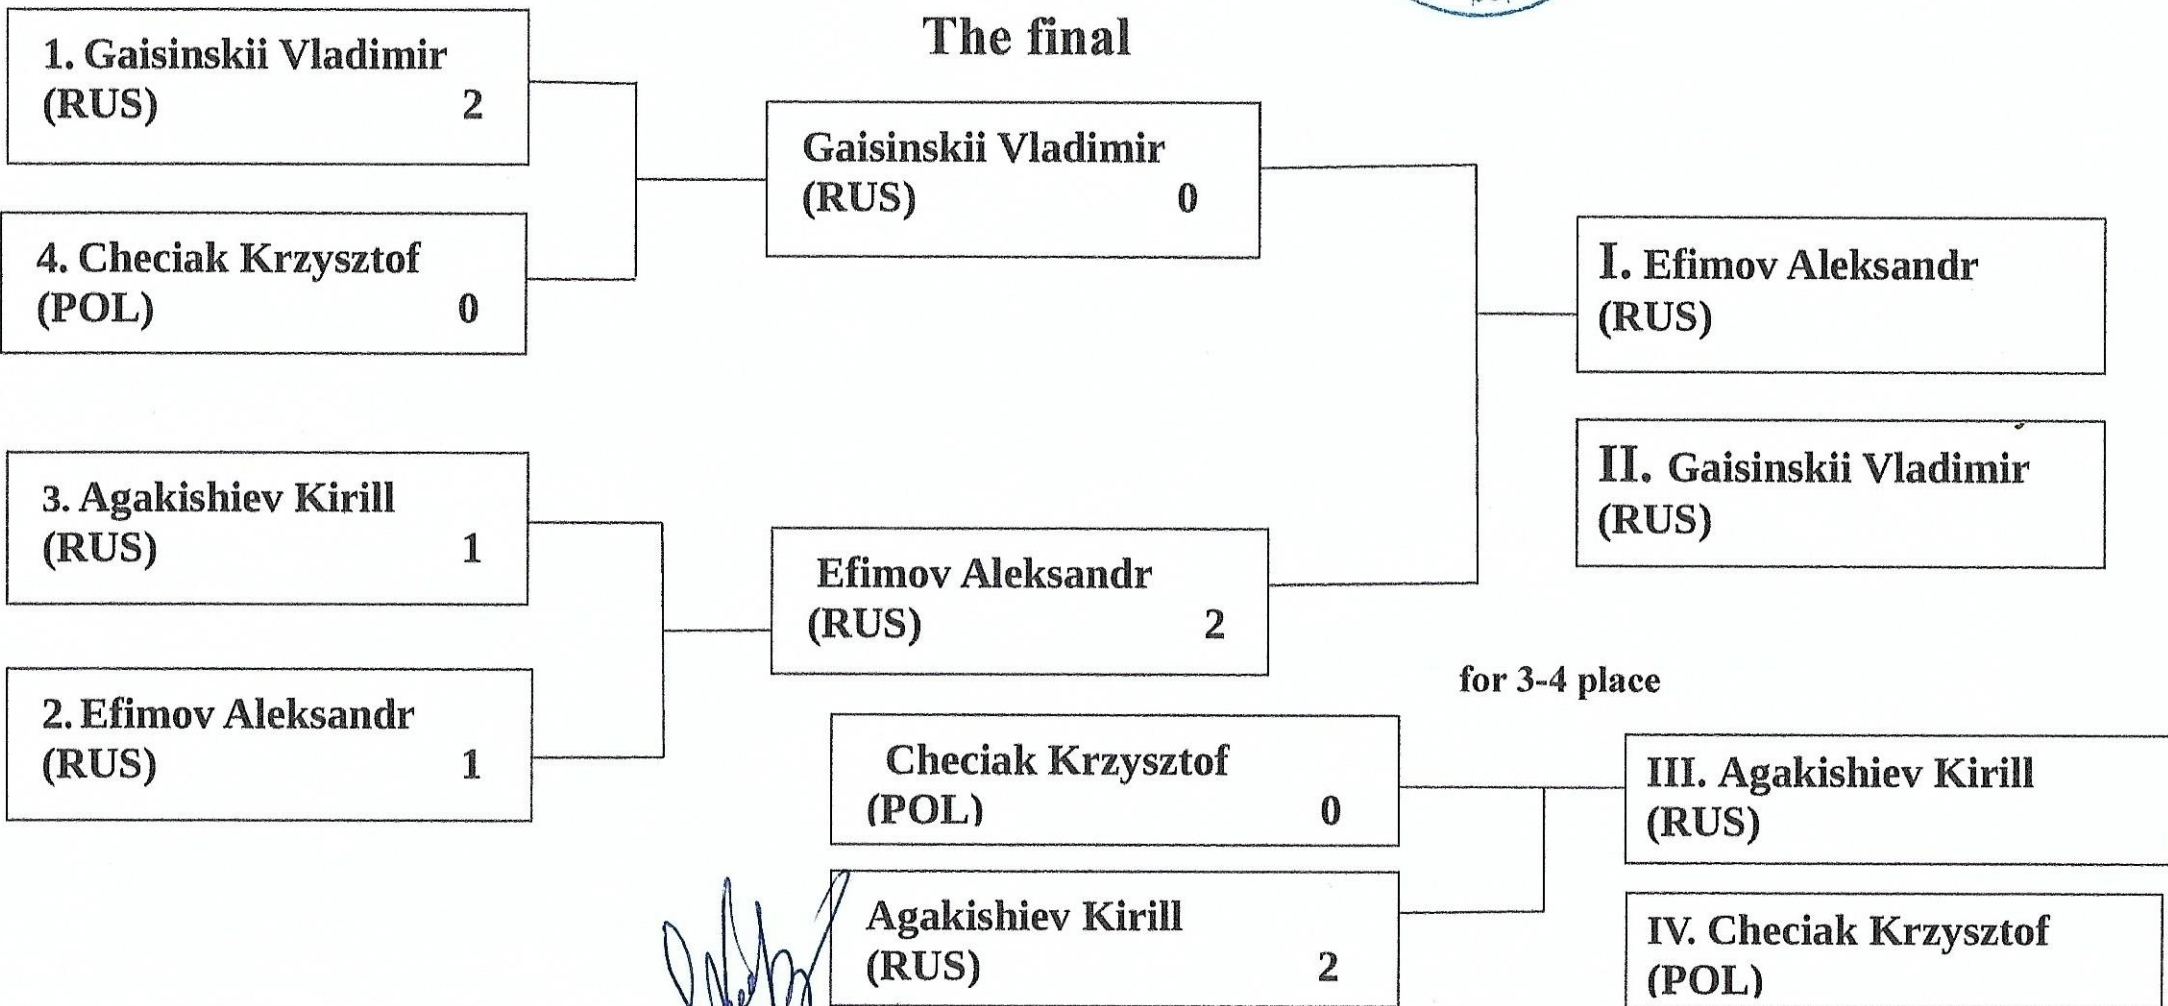 The final
1. Gaisinskii Vladimir
(RUS) 2
4. Checiak Krzysztof
(POL) 0
3. Agakishiev Kirill
(RUS) 1
2. Efimov Aleksandr
(RUS) 1
Gaisinskii Vladimir
(RUS) 0
Efimov Aleksandr
(RUS) 2
I. Efimov Aleksandr
(RUS)
II. Gaisinskii Vladimir
(RUS)
for 3-4 place
Checiak Krzysztof
(POL) 0
Agakishiev Kirill
(RUS) 2
III. Agakishiev Kirill
(RUS)
IV. Checiak Krzysztof
(POL)